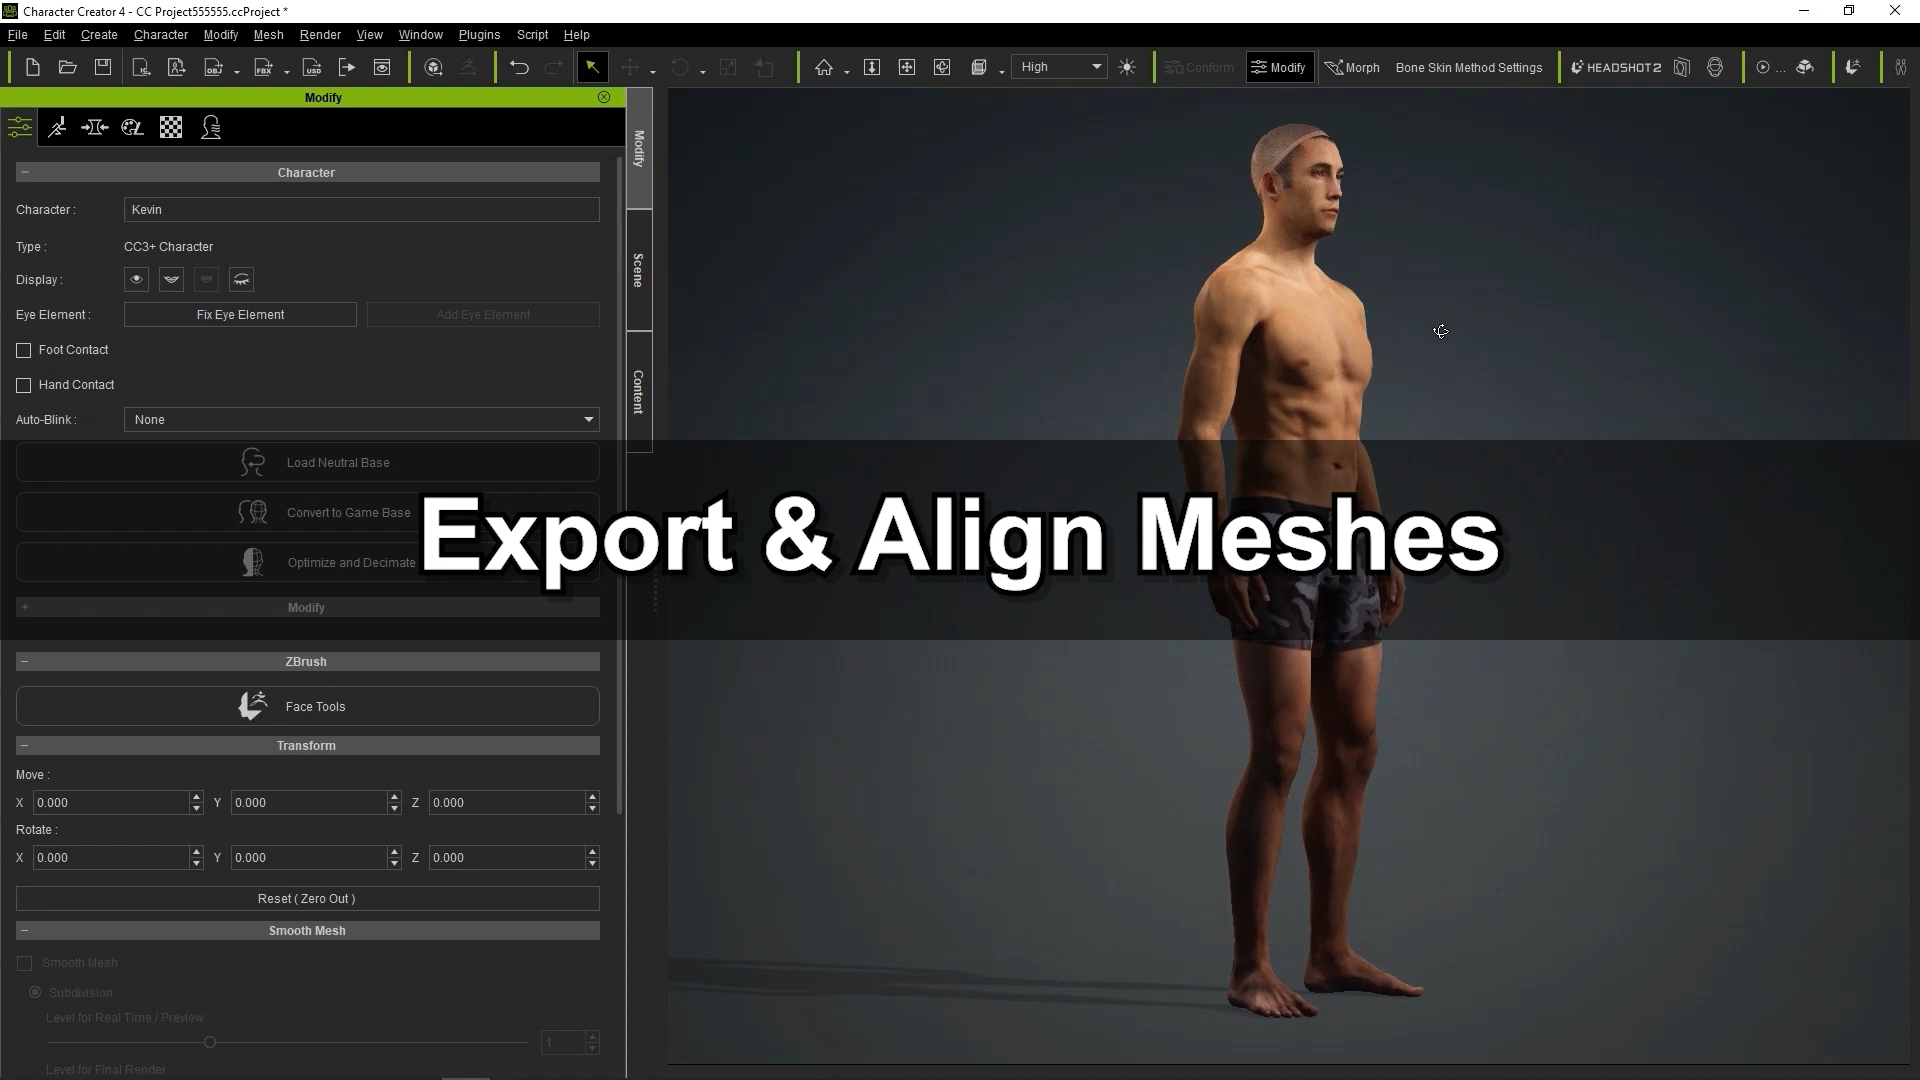 Character Creator 4 - CC Project555555.ccProject *
File Edit Create Character Modify Mesh Render View Window Plugins Script Help
OBJ FBX USD High Conform Modify Morph Bone Skin Method Settings HEADSHOT 2 ...
Modify
Modify
Scene
Content
Character
Character : Kevin
Type : CC3+ Character
Display :
Eye Element : Fix Eye Element Add Eye Element
Foot Contact
Hand Contact
Auto-Blink : None
Load Neutral Base
Convert to Game Base
Optimize and Decimate
Export & Align Meshes
Modify
ZBrush
Face Tools
Transform
Move :
X 0.000 Y 0.000 Z 0.000
Rotate :
X 0.000 Y 0.000 Z 0.000
Reset ( Zero Out )
Smooth Mesh
Smooth Mesh
Subdivision
Level for Real Time / Preview
1
Level for Final Render